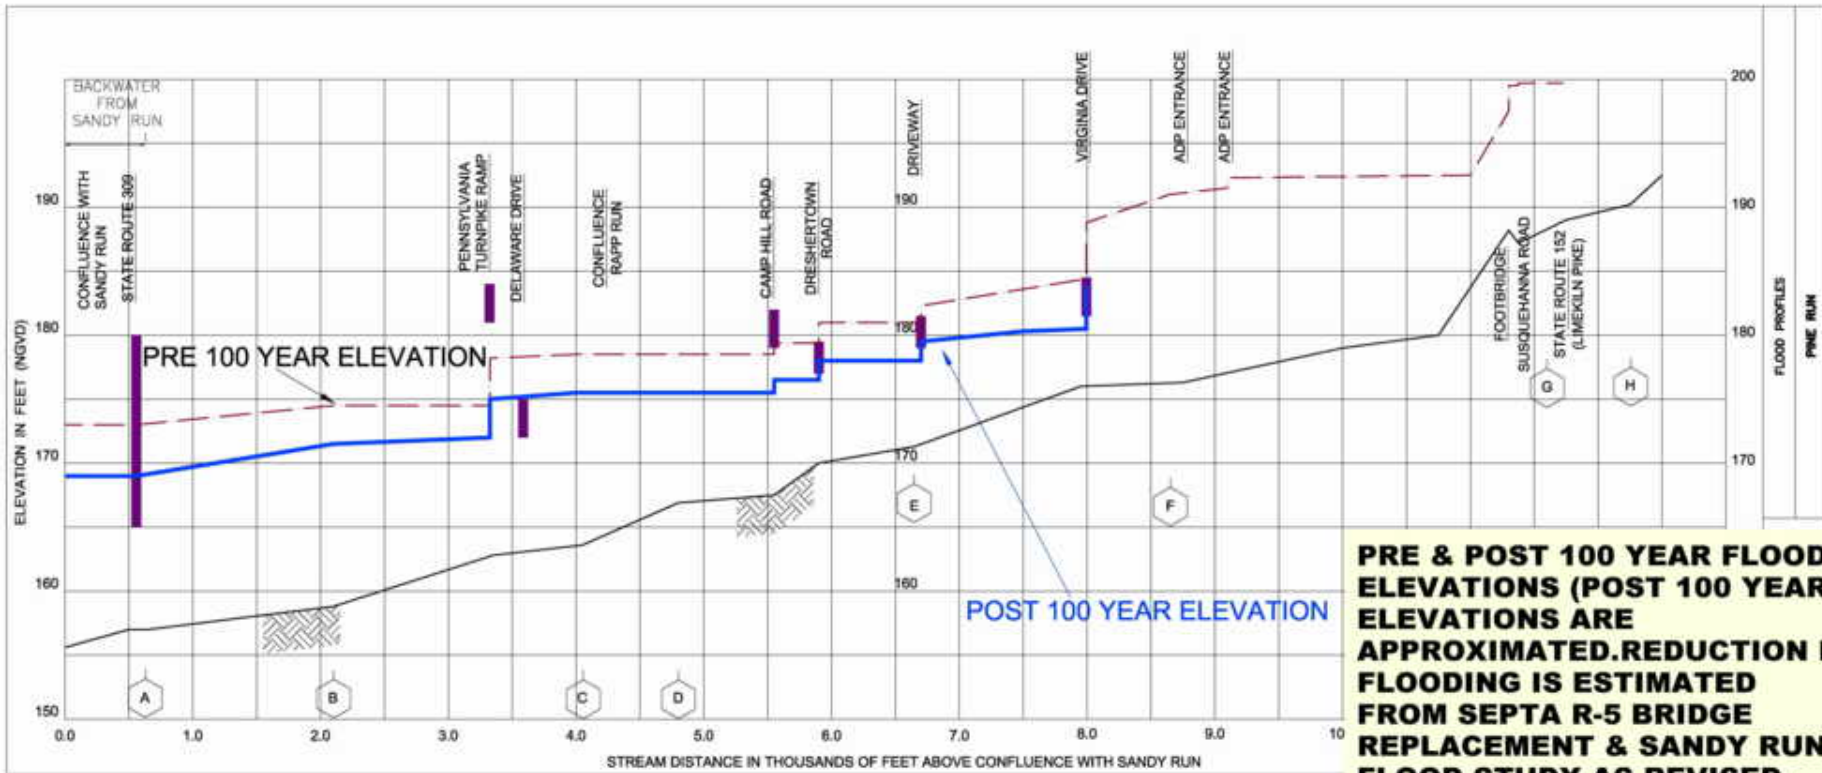 BACKWATER
FROM
SANDY RUN
CONFLUENCE WITH
SANDY RUN
STATE ROUTE 309
PENNSYLVANIA
TURNPIKE RAMP
DELAWARE DRIVE
CONFLUENCE
RAPP RUN
CAMP HILL ROAD
DRESHERTOWN
ROAD
DRIVEWAY
VIRGINIA DRIVE
ADP ENTRANCE
ADP ENTRANCE
FOOTBRIDGE
SUSQUEHANNA ROAD
STATE ROUTE 152
(LIMEKILN PIKE)
200
190
190
190
180
180
180
170
170
170
160
160
150
ELEVATION IN FEET (NGVD)
PRE 100 YEAR ELEVATION
POST 100 YEAR ELEVATION
A
B
C
D
E
F
G
H
0.0 1.0 2.0 3.0 4.0 5.0 6.0 7.0 8.0 9.0 10
STREAM DISTANCE IN THOUSANDS OF FEET ABOVE CONFLUENCE WITH SANDY RUN
FLOOD PROFILES
PINE RUN
PRE & POST 100 YEAR FLOOD
ELEVATIONS (POST 100 YEAR
ELEVATIONS ARE
APPROXIMATED.REDUCTION
FLOODING IS ESTIMATED
FROM SEPTA R-5 BRIDGE
REPLACEMENT & SANDY RUN
FLOOD STUDY AS REVISED